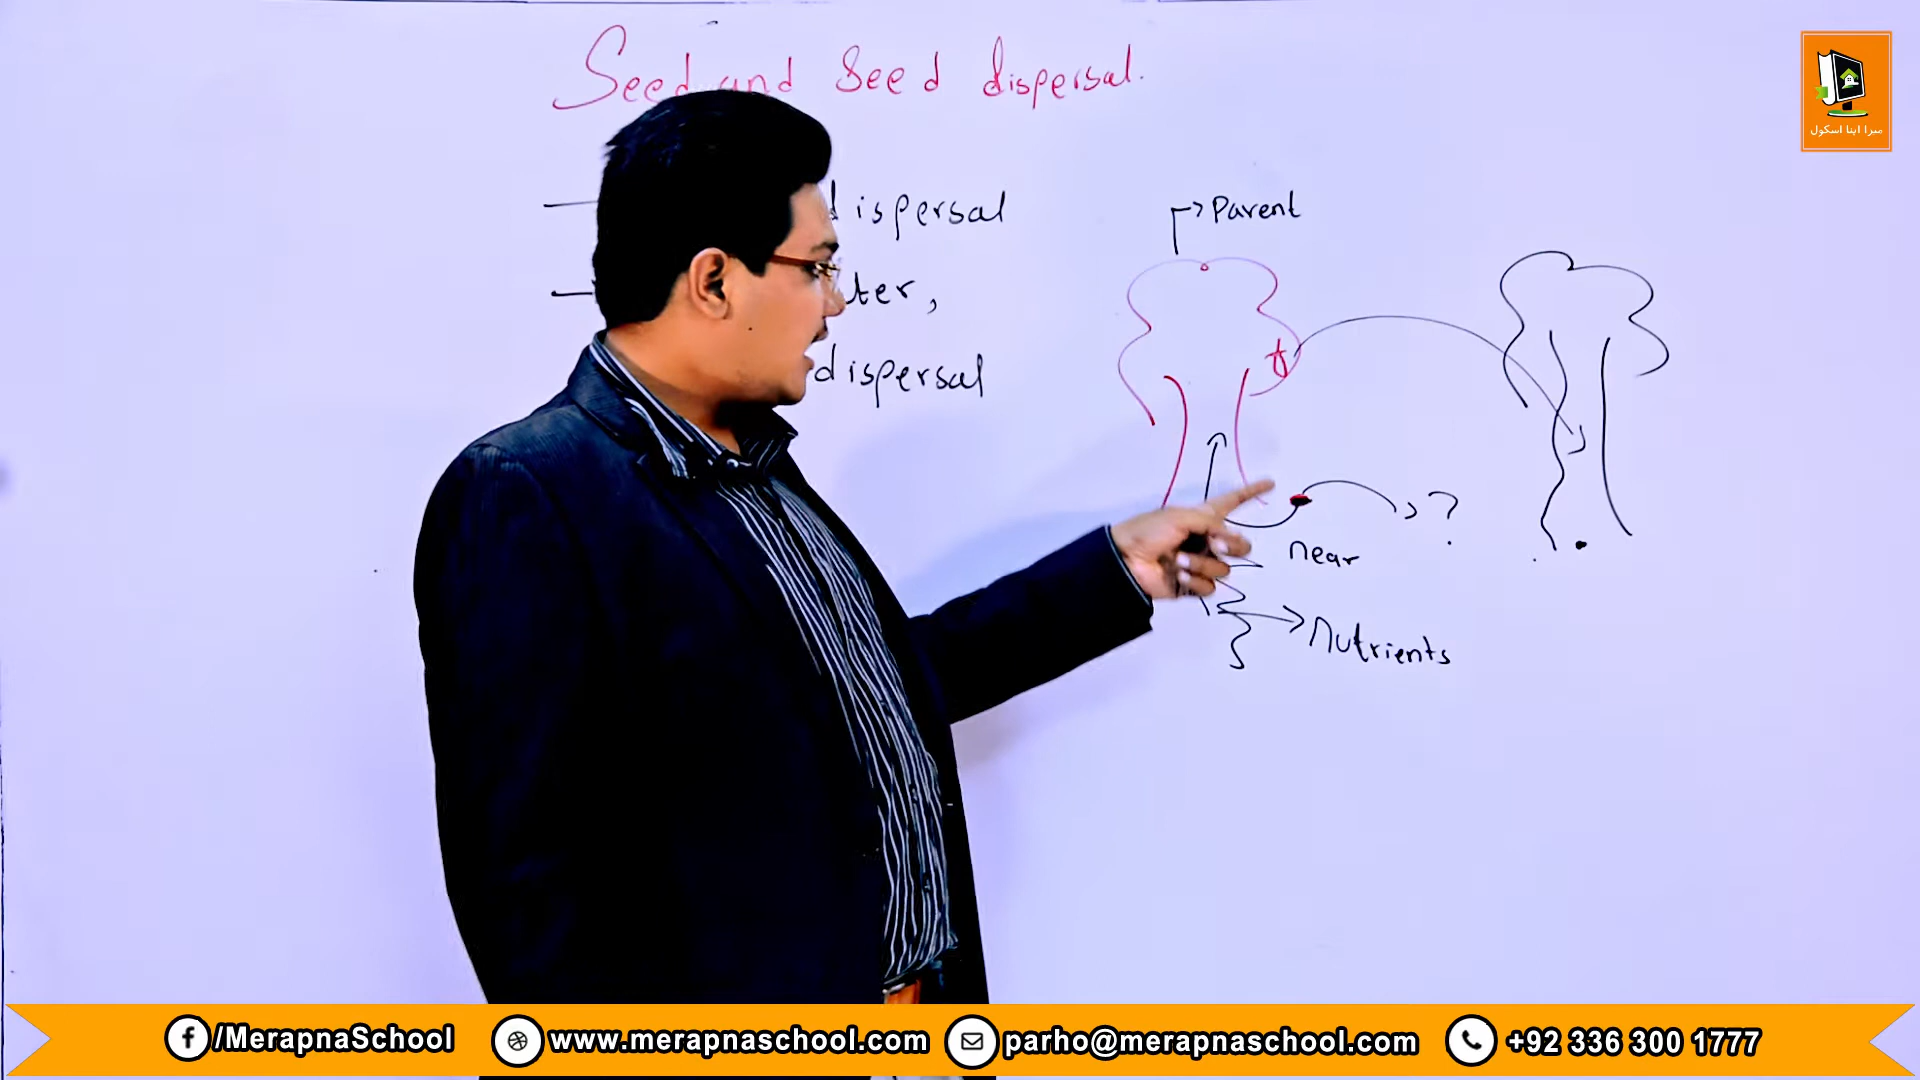 Seed and Seed dispersal.
dispersal
dispersal
Parent
?
near
Nutrients
میرا اپنا اسکول
/MerapnaSchool
www.merapnaschool.com
parho@merapnaschool.com
+92 336 300 1777